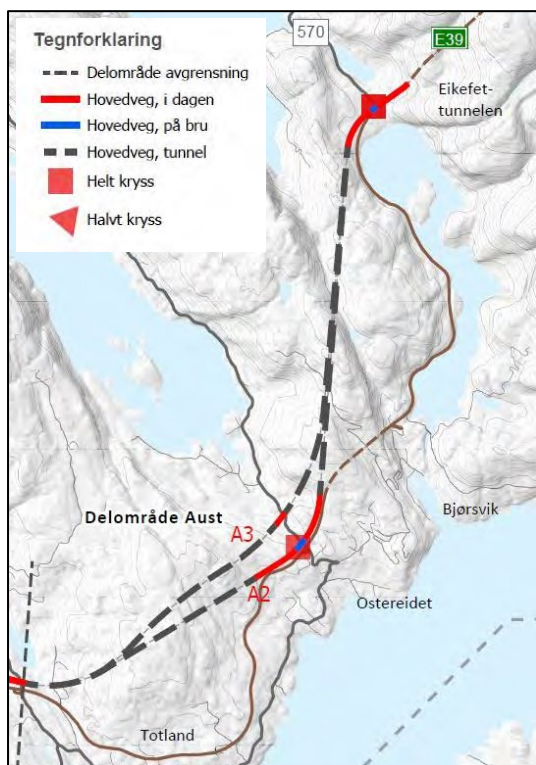 Tegnforklaring
Delområde avgrensning
Hovedveg, i dagen
Hovedveg, på bru
Hovedveg, tunnel
Helt kryss
Halvt kryss
570
E39
Eikefet-
tunnelen
Bjørsvik
Delområde Aust
A3
A2
Ostereidet
Totland